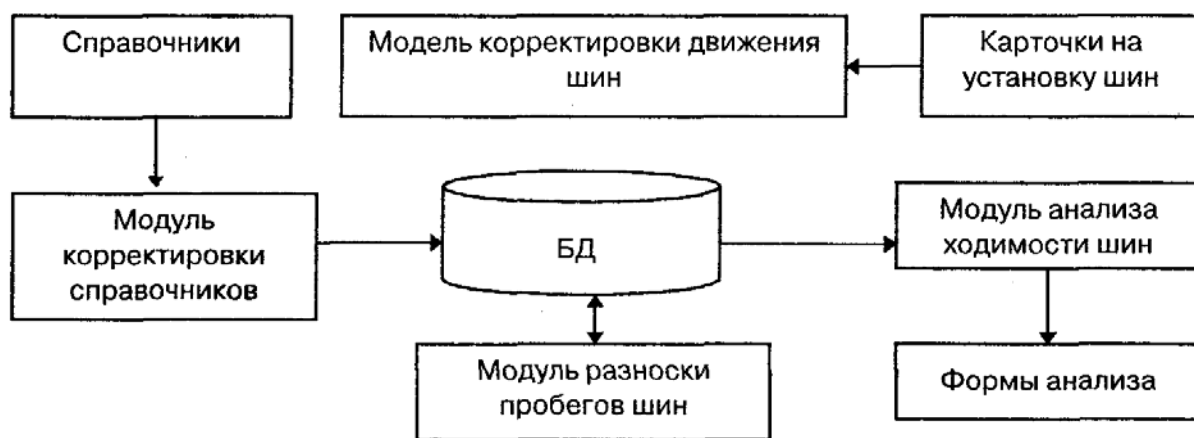 Справочники
Модель корректировки движения
шин
Карточки на
установку шин
Модуль
корректировки
справочников
БД
Модуль анализа
ходимости шин
Модуль разноски
пробегов шин
Формы анализа